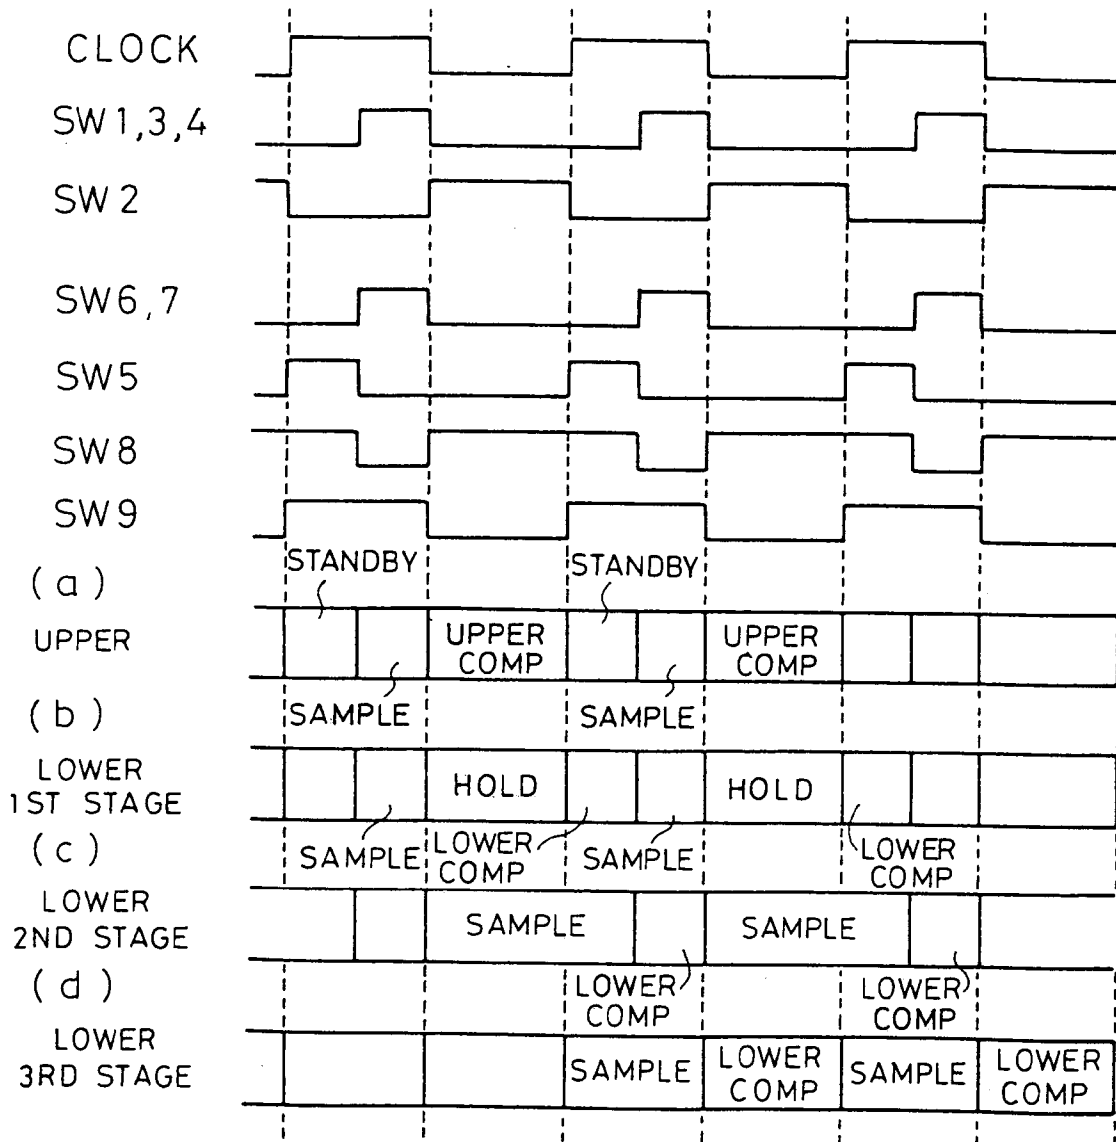 CLOCK
SW1,3,4
SW2
SW6,7
SW5
SW8
SW9
STANDBY STANDBY
(a)
UPPER
UPPER COMP
UPPER COMP
SAMPLE SAMPLE
(b)
LOWER
1ST STAGE
HOLD HOLD
SAMPLE
LOWER
COMP
SAMPLE
LOWER
COMP
(c)
LOWER
2ND STAGE
SAMPLE SAMPLE
LOWER
COMP
LOWER
COMP
(d)
LOWER
3RD STAGE
SAMPLE
LOWER
COMP
SAMPLE
LOWER
COMP